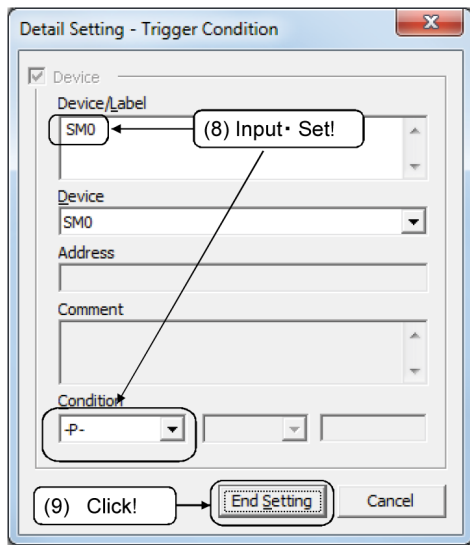 Detail Setting - Trigger Condition
Device
Device/Label
SM0
(8) Input・Set!
Device
SM0
Address
Comment
Condition
-P-
(9) Click!
End Setting
Cancel